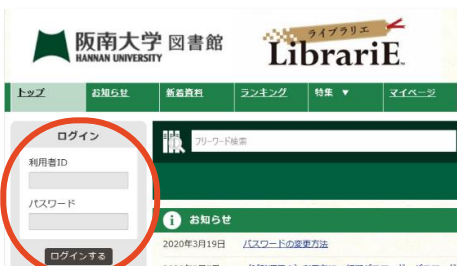 阪南大学 図書館
HANNAN UNIVERSITY
ライブラリエ
LibrariE
トップ
お知らせ
新着資料
ランキング
特集 ▼
マイページ
ログイン
利用者ID
パスワード
ログインする
フリーワード検索
i お知らせ
2020年3月19日 パスワードの変更方法